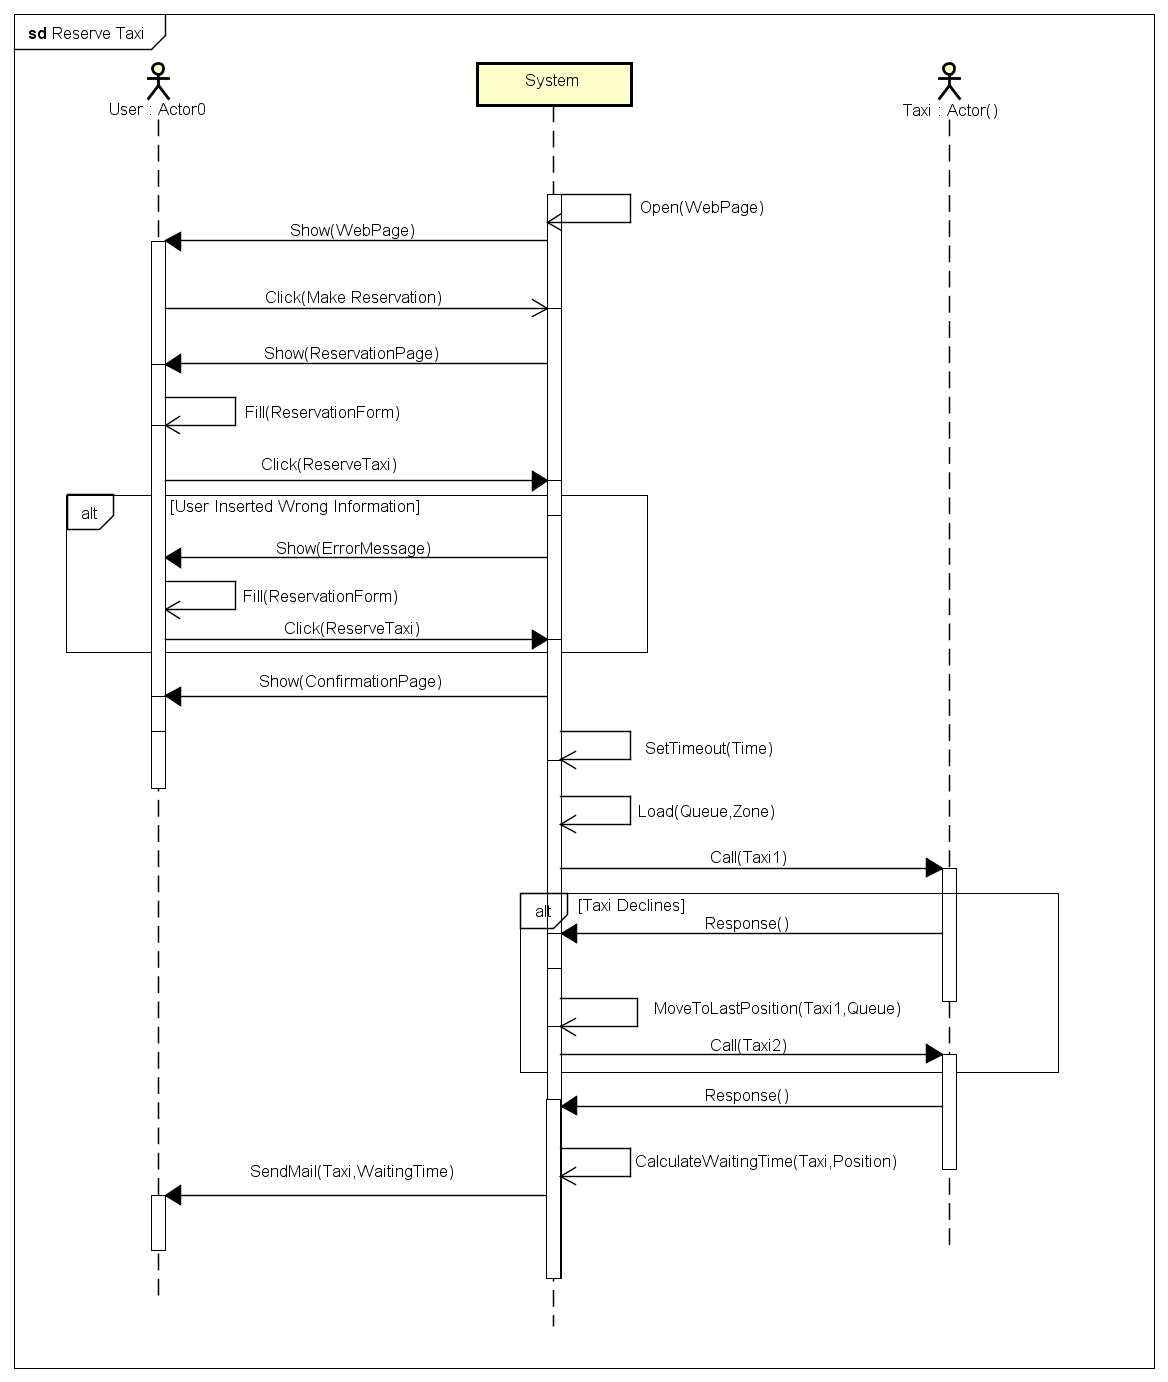 sd Reserve Taxi
User : Actor0
System
Taxi : Actor()
Open(WebPage)
Show(WebPage)
Click(Make Reservation)
Show(ReservationPage)
Fill(ReservationForm)
Click(ReserveTaxi)
alt
[User Inserted Wrong Information]
Show(ErrorMessage)
Fill(ReservationForm)
Click(ReserveTaxi)
Show(ConfirmationPage)
SetTimeout(Time)
Load(Queue,Zone)
Call(Taxi1)
alt
[Taxi Declines]
Response()
MoveToLastPosition(Taxi1,Queue)
Call(Taxi2)
Response()
CalculateWaitingTime(Taxi,Position)
SendMail(Taxi,WaitingTime)